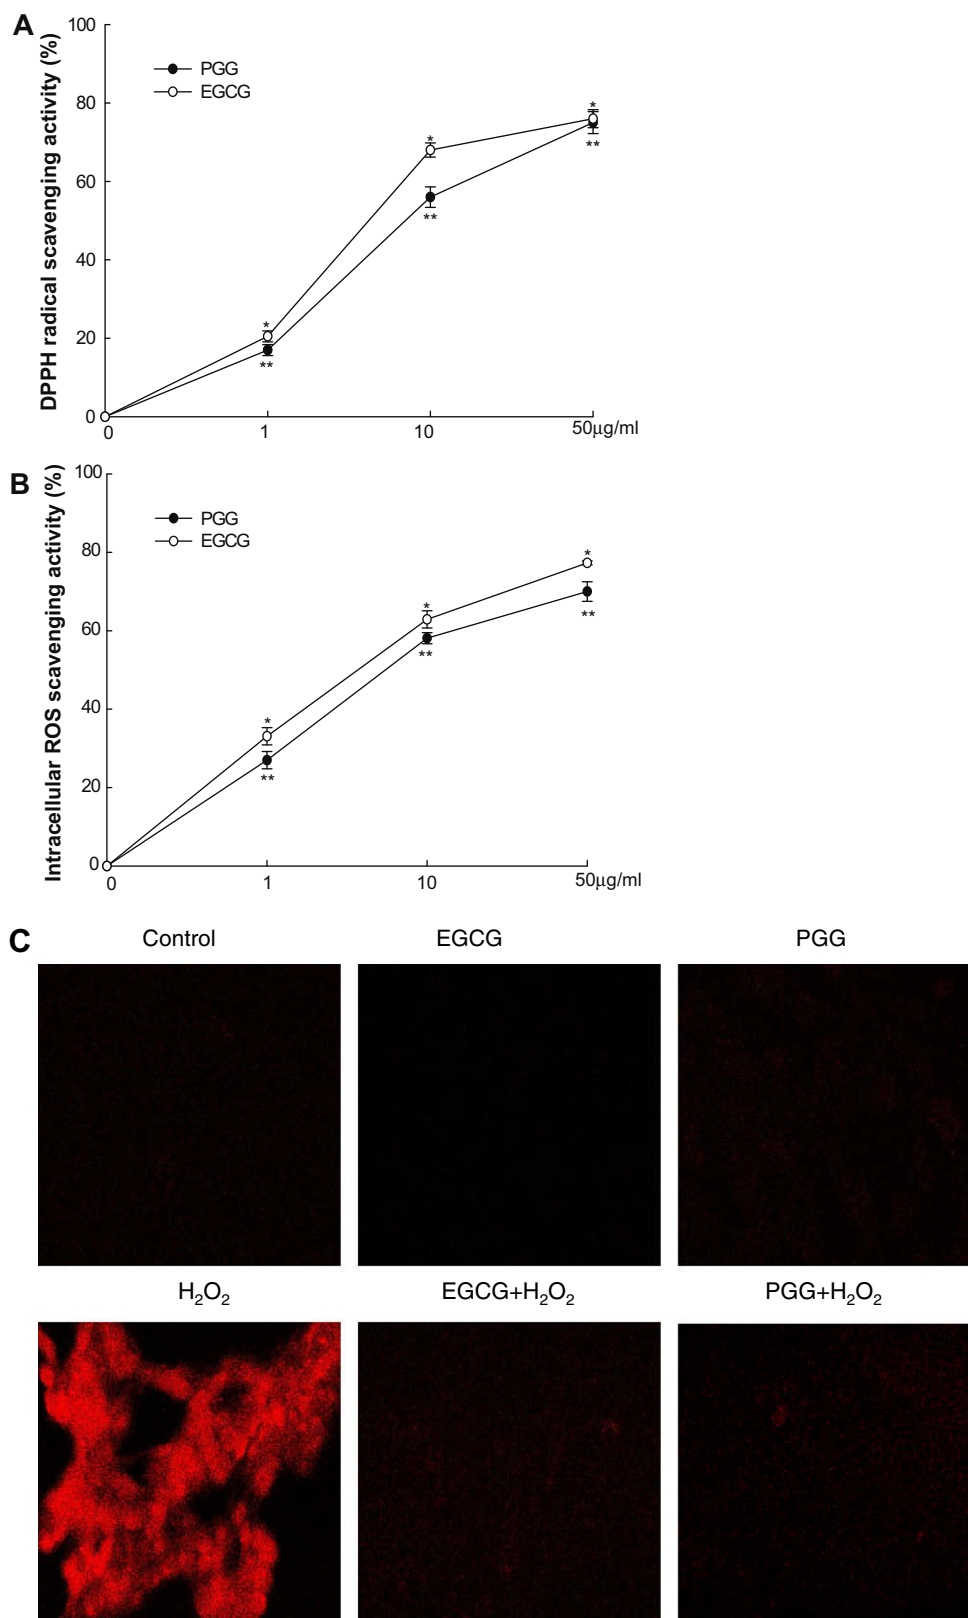 A
DPPH radical scavenging activity (%)
100
80
60
40
20
0
PGG
EGCG
*
**
*
**
*
**
0 1 10 50μg/ml
B
Intracellular ROS scavenging activity (%)
100
80
60
40
20
0
PGG
EGCG
*
**
*
**
*
**
0 1 10 50μg/ml
C
Control EGCG PGG
H₂O₂ EGCG+H₂O₂ PGG+H₂O₂